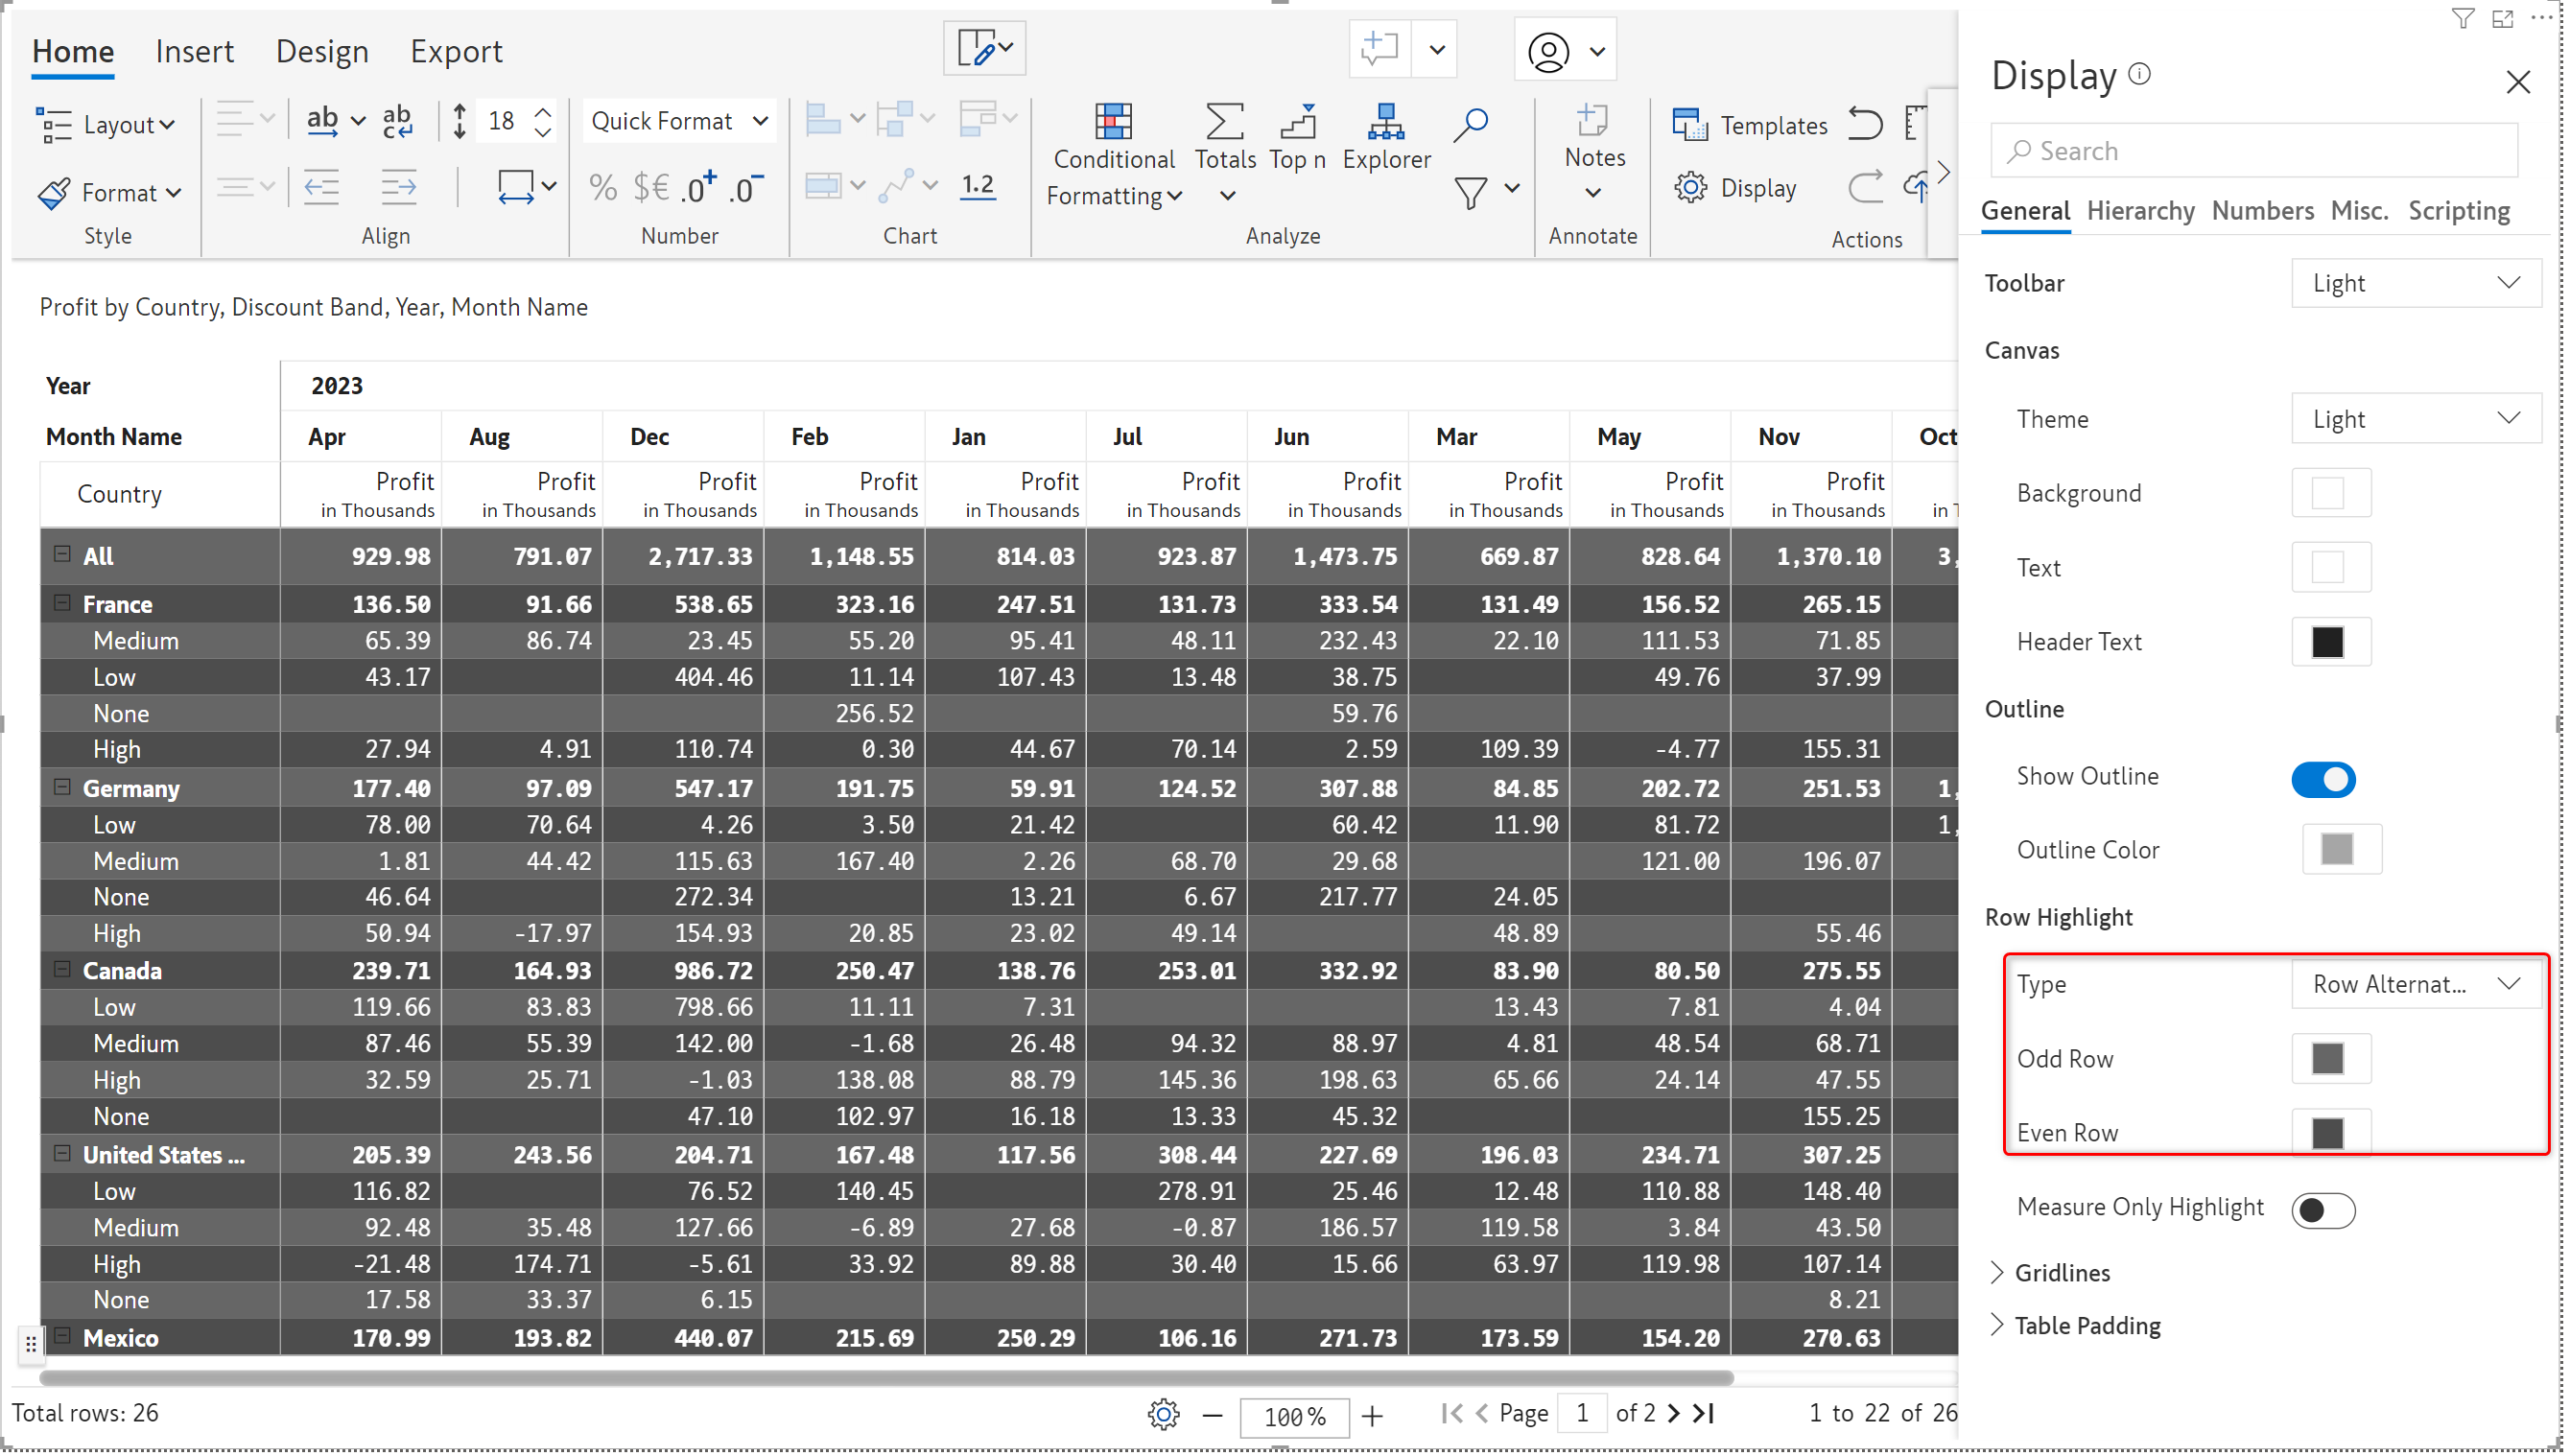 Home Insert Design Export
Layout
Format
Style
ab
ab
c
18
Align
Quick Format
% $€ .0+ .0-
Number
1.2
Chart
Conditional
Formatting
Totals
Top n
Explorer
Analyze
Notes
Annotate
Templates
Display
Actions
Profit by Country, Discount Band, Year, Month Name
Year 2023
Month Name Apr Aug Dec Feb Jan Jul Jun Mar May Nov Oct
Country Profit Profit Profit Profit Profit Profit Profit Profit Profit Profit
in Thousands in Thousands in Thousands in Thousands in Thousands in Thousands in Thousands in Thousands in Thousands in Thousands in T
All 929.98 791.07 2,717.33 1,148.55 814.03 923.87 1,473.75 669.87 828.64 1,370.10 3,
France 136.50 91.66 538.65 323.16 247.51 131.73 333.54 131.49 156.52 265.15
Medium 65.39 86.74 23.45 55.20 95.41 48.11 232.43 22.10 111.53 71.85
Low 43.17 404.46 11.14 107.43 13.48 38.75 49.76 37.99
None 256.52 59.76
High 27.94 4.91 110.74 0.30 44.67 70.14 2.59 109.39 -4.77 155.31
Germany 177.40 97.09 547.17 191.75 59.91 124.52 307.88 84.85 202.72 251.53 1,
Low 78.00 70.64 4.26 3.50 21.42 60.42 11.90 81.72 1,
Medium 1.81 44.42 115.63 167.40 2.26 68.70 29.68 121.00 196.07
None 46.64 272.34 13.21 6.67 217.77 24.05
High 50.94 -17.97 154.93 20.85 23.02 49.14 48.89 55.46
Canada 239.71 164.93 986.72 250.47 138.76 253.01 332.92 83.90 80.50 275.55
Low 119.66 83.83 798.66 11.11 7.31 13.43 7.81 4.04
Medium 87.46 55.39 142.00 -1.68 26.48 94.32 88.97 4.81 48.54 68.71
High 32.59 25.71 -1.03 138.08 88.79 145.36 198.63 65.66 24.14 47.55
None 47.10 102.97 16.18 13.33 45.32 155.25
United States ... 205.39 243.56 204.71 167.48 117.56 308.44 227.69 196.03 234.71 307.25
Low 116.82 76.52 140.45 278.91 25.46 12.48 110.88 148.40
Medium 92.48 35.48 127.66 -6.89 27.68 -0.87 186.57 119.58 3.84 43.50
High -21.48 174.71 -5.61 33.92 89.88 30.40 15.66 63.97 119.98 107.14
None 17.58 33.37 6.15 8.21
Mexico 170.99 193.82 440.07 215.69 250.29 106.16 271.73 173.59 154.20 270.63
Total rows: 26
100%
Page 1 of 2
1 to 22 of 26
Display
Search
General Hierarchy Numbers Misc. Scripting
Toolbar Light
Canvas
Theme Light
Background
Text
Header Text
Outline
Show Outline
Outline Color
Row Highlight
Type Row Alternat...
Odd Row
Even Row
Measure Only Highlight
Gridlines
Table Padding